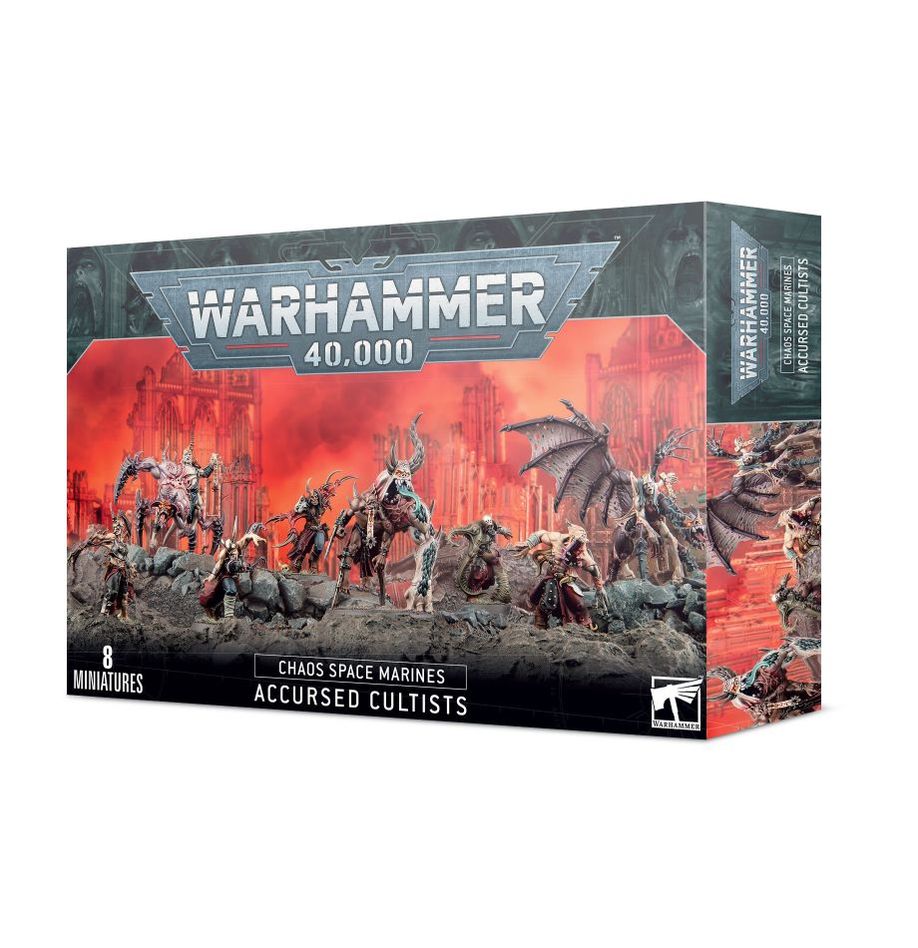 WARHAMMER
40,000
™
8
MINIATURES
CHAOS SPACE MARINES
ACCURSED CULTISTS
WARHAMMER
WARHAMMER
40,000
CHAOS SPACE MARINES
ACCURSED CULTISTS